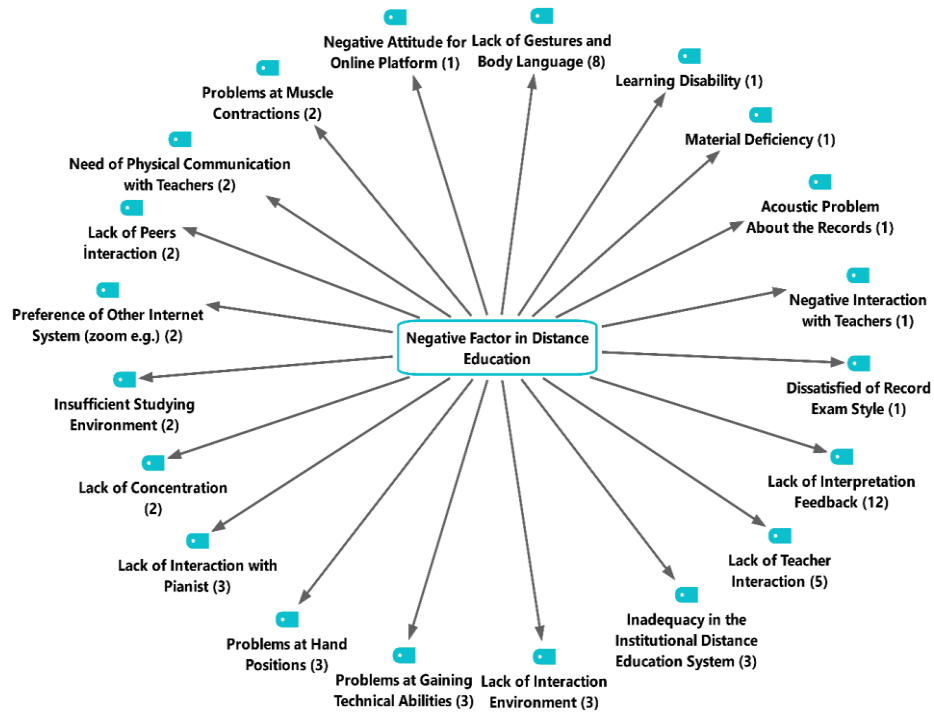 Negative Attitude for
Online Platform (1)
Lack of Gestures and
Body Language (8)
Learning Disability (1)
Problems at Muscle
Contractions (2)
Material Deficiency (1)
Need of Physical Communication
with Teachers (2)
Acoustic Problem
About the Records (1)
Lack of Peers
İnteraction (2)
Negative Interaction
with Teachers (1)
Preference of Other Internet
System (zoom e.g.) (2)
Negative Factor in Distance
Education
Dissatisfied of Record
Exam Style (1)
Insufficient Studying
Environment (2)
Lack of Interpretation
Feedback (12)
Lack of Concentration
(2)
Lack of Teacher
Interaction (5)
Lack of Interaction with
Pianist (3)
Inadequacy in the
Institutional Distance
Education System (3)
Problems at Hand
Positions (3)
Problems at Gaining
Technical Abilities (3)
Lack of Interaction
Environment (3)